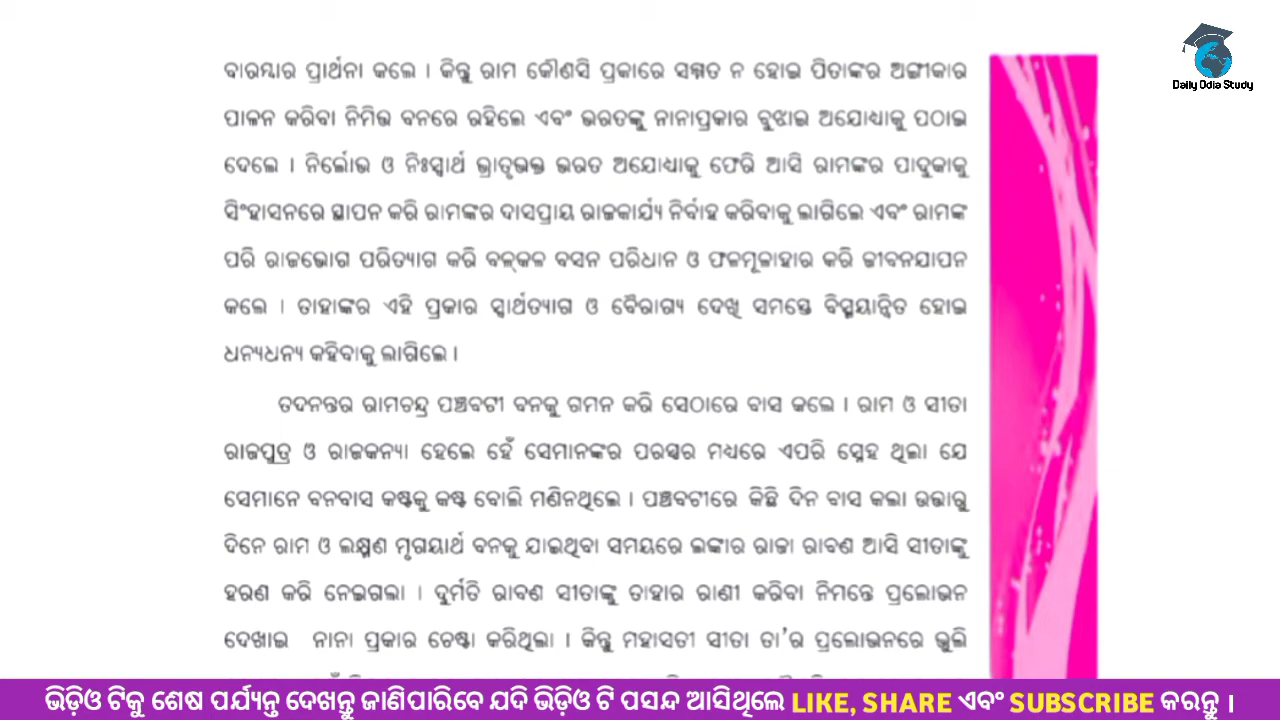 Daily Odia Study
ବାରମ୍ବାର ପ୍ରାର୍ଥନା କଲେ । କିନ୍ତୁ ରାମ କୌଣସି ପ୍ରକାରେ ସମ୍ମତ ନ ହୋଇ ପିତାଙ୍କର ଅଙ୍ଗୀକାର
ପାଳନ କରିବା ନିମିତ୍ତ ବନରେ ରହିଲେ ଏବଂ ଭରତଙ୍କୁ ନାନାପ୍ରକାର ବୁଝାଇ ଅଯୋଧ୍ୟାକୁ ପଠାଇ
ଦେଲେ । ନିର୍ଲୋଭ ଓ ନିଃସ୍ୱାର୍ଥ ଭ୍ରାତୃଭକ୍ତ ଭରତ ଅଯୋଧ୍ୟାକୁ ଫେରି ଆସି ରାମଙ୍କର ପାଦୁକାକୁ
ସିଂହାସନରେ ସ୍ଥାପନ କରି ରାମଙ୍କର ଦାସପ୍ରାୟ ରାଜକାର୍ଯ୍ୟ ନିର୍ବାହ କରିବାକୁ ଲାଗିଲେ ଏବଂ ରାମଙ୍କ
ପରି ରାଜଭୋଗ ପରିତ୍ୟାଗ କରି ବଳ୍‌କଳ ବସନ ପରିଧାନ ଓ ଫଳମୂଳାହାର କରି ଜୀବନଯାପନ
କଲେ । ତାହାଙ୍କର ଏହି ପ୍ରକାର ସ୍ୱାର୍ଥତ୍ୟାଗ ଓ ବୈରାଗ୍ୟ ଦେଖି ସମସ୍ତେ ବିସ୍ମୟାନ୍ୱିତ ହୋଇ
ଧନ୍ୟଧନ୍ୟ କହିବାକୁ ଲାଗିଲେ ।
ତଦନନ୍ତର ରାମଚନ୍ଦ୍ର ପଞ୍ଚବଟୀ ବନକୁ ଗମନ କରି ସେଠାରେ ବାସ କଲେ । ରାମ ଓ ସୀତା
ରାଜପୁତ୍ର ଓ ରାଜକନ୍ୟା ହେଲେ ହେଁ ସେମାନଙ୍କର ପରସ୍ପର ମଧ୍ୟରେ ଏପରି ସ୍ନେହ ଥିଲା ଯେ
ସେମାନେ ବନବାସ କଷ୍ଟକୁ କଷ୍ଟ ବୋଲି ମଣିନଥିଲେ । ପଞ୍ଚବଟୀରେ କିଛି ଦିନ ବାସ କଲା ଉତ୍ତାରୁ
ଦିନେ ରାମ ଓ ଲକ୍ଷ୍ମଣ ମୃଗୟାର୍ଥ ବନକୁ ଯାଇଥିବା ସମୟରେ ଲଙ୍କାର ରାଜା ରାବଣ ଆସି ସୀତାଙ୍କୁ
ହରଣ କରି ନେଇଗଲା । ଦୁର୍ମତି ରାବଣ ସୀତାଙ୍କୁ ତାହାର ରାଣୀ କରିବା ନିମନ୍ତେ ପ୍ରଲୋଭନ
ଦେଖାଇ ନାନା ପ୍ରକାର ଚେଷ୍ଟା କରିଥିଲା । କିନ୍ତୁ ମହାସତୀ ସୀତା ତା'ର ପ୍ରଲୋଭନରେ ଭୁଲି
ଭିଡ଼ିଓ ଟିକୁ ଶେଷ ପର୍ଯ୍ୟନ୍ତ ଦେଖନ୍ତୁ ଜାଣିପାରିବେ ଯଦି ଭିଡ଼ିଓ ଟି ପସନ୍ଦ ଆସିଥିଲେ LIKE, SHARE ଏବଂ SUBSCRIBE କରନ୍ତୁ ।